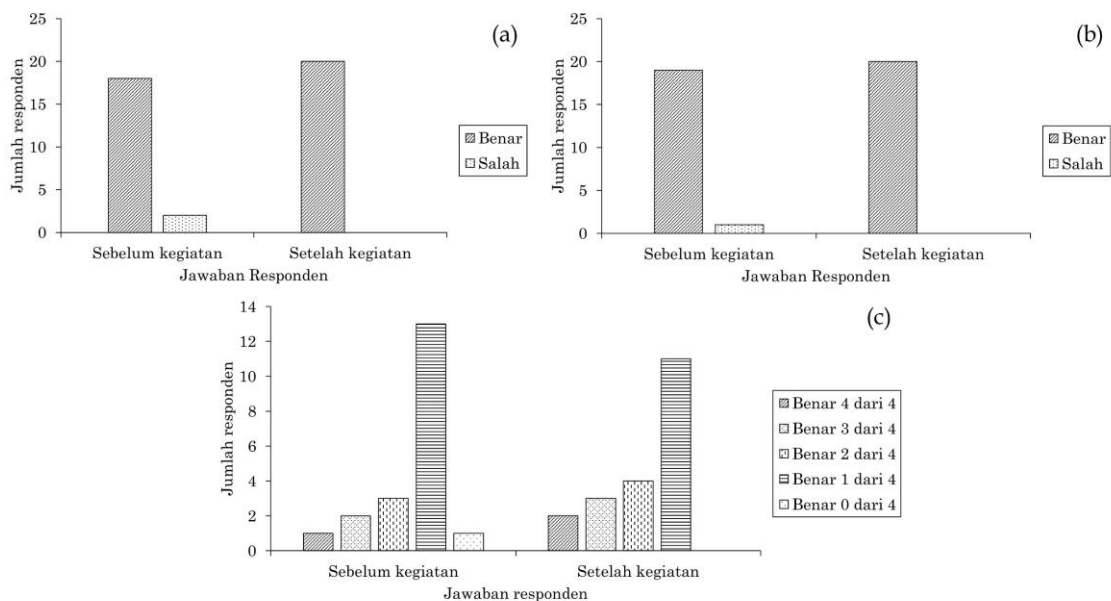 (a)
Jumlah responden
25
20
15
10
5
0
Sebelum kegiatan
Setelah kegiatan
Jawaban Responden
Benar
Salah
(b)
Jumlah responden
25
20
15
10
5
0
Sebelum kegiatan
Setelah kegiatan
Jawaban Responden
Benar
Salah
(c)
Jumlah responden
14
12
10
8
6
4
2
0
Sebelum kegiatan
Setelah kegiatan
Jawaban responden
Benar 4 dari 4
Benar 3 dari 4
Benar 2 dari 4
Benar 1 dari 4
Benar 0 dari 4